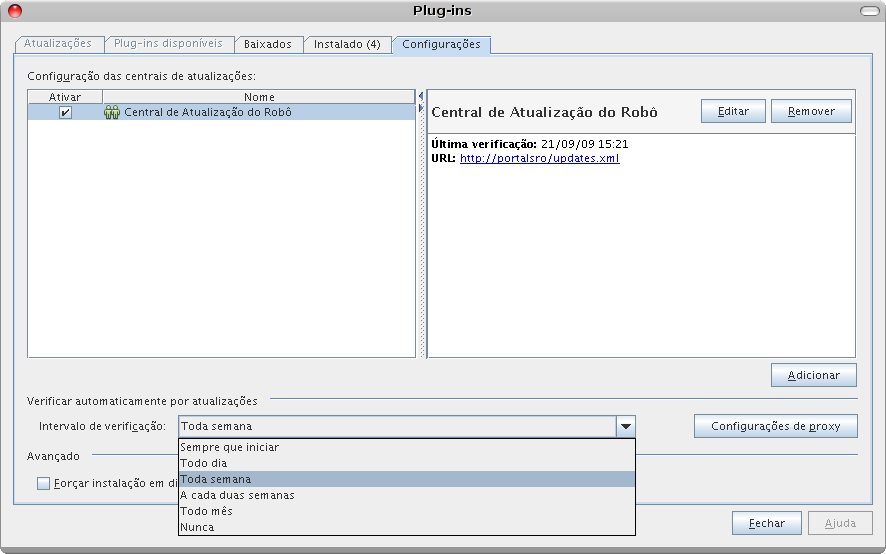 Plug-ins
Atualizações Plug-ins disponíveis Baixados Instalado (4) Configurações
Configuração das centrais de atualizações:
Ativar Nome
Central de Atualização do Robô
Central de Atualização do Robô Editar Remover
Última verificação: 21/09/09 15:21
URL: http://portalsro/updates.xml
Adicionar
Verificar automaticamente por atualizações
Intervalo de verificação: Toda semana Configurações de proxy
Sempre que iniciar
Todo dia
Toda semana
A cada duas semanas
Todo mês
Nunca
Avançado
Forçar instalação em di
Fechar Ajuda